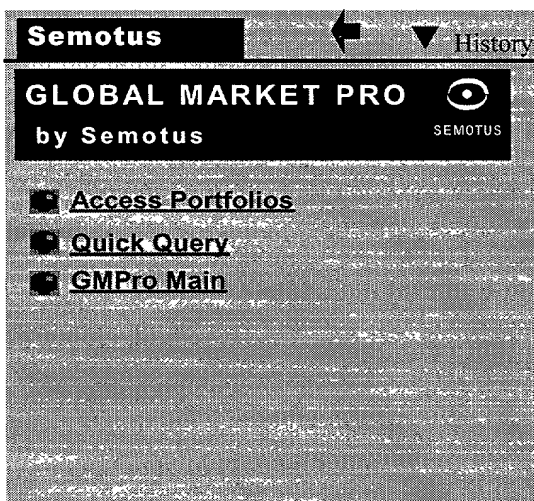 Semotus
History
GLOBAL MARKET PRO
by Semotus
SEMOTUS
Access Portfolios
Quick Query
GMPro Main